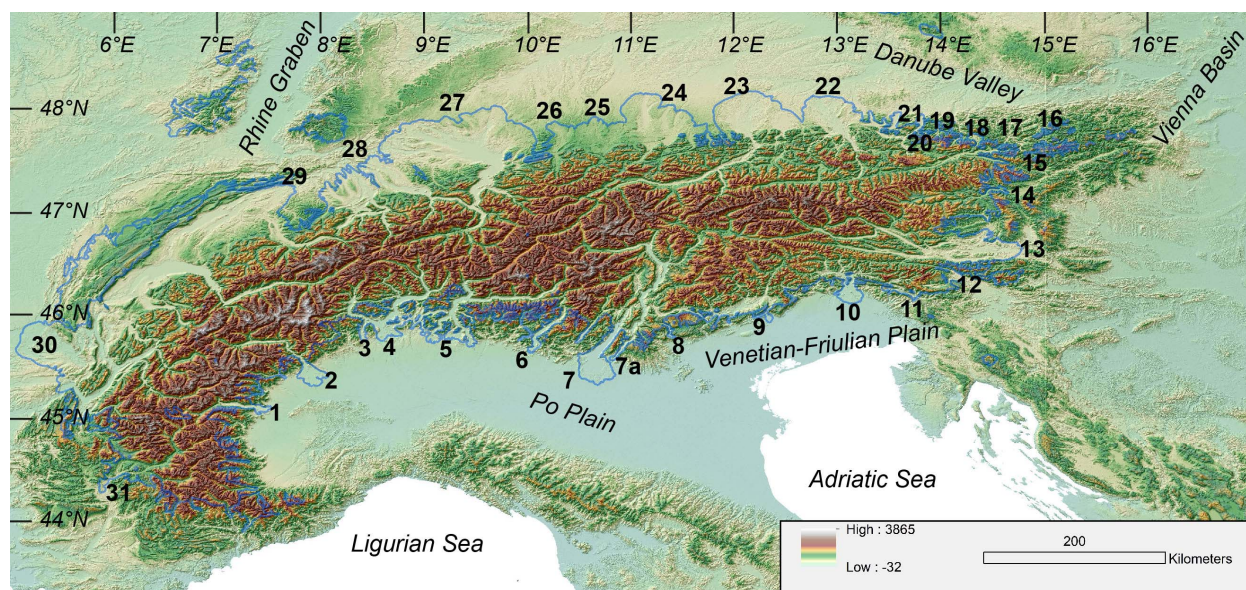 6°E 7°E 8°E 9°E 10°E 11°E 12°E 13°E 14°E 15°E 16°E
Rhine Graben
Danube Valley
Vienna Basin
48°N
47°N
46°N
45°N
44°N
27 26 25 24 23 22 21 19 18 17 16
28 20 15
29 14
13
12
30 3 4 5 6 7 7a 8 9 10 11
2
1
31
Venetian-Friulian Plain
Po Plain
Adriatic Sea
Ligurian Sea
High : 3865
Low : -32
200
Kilometers